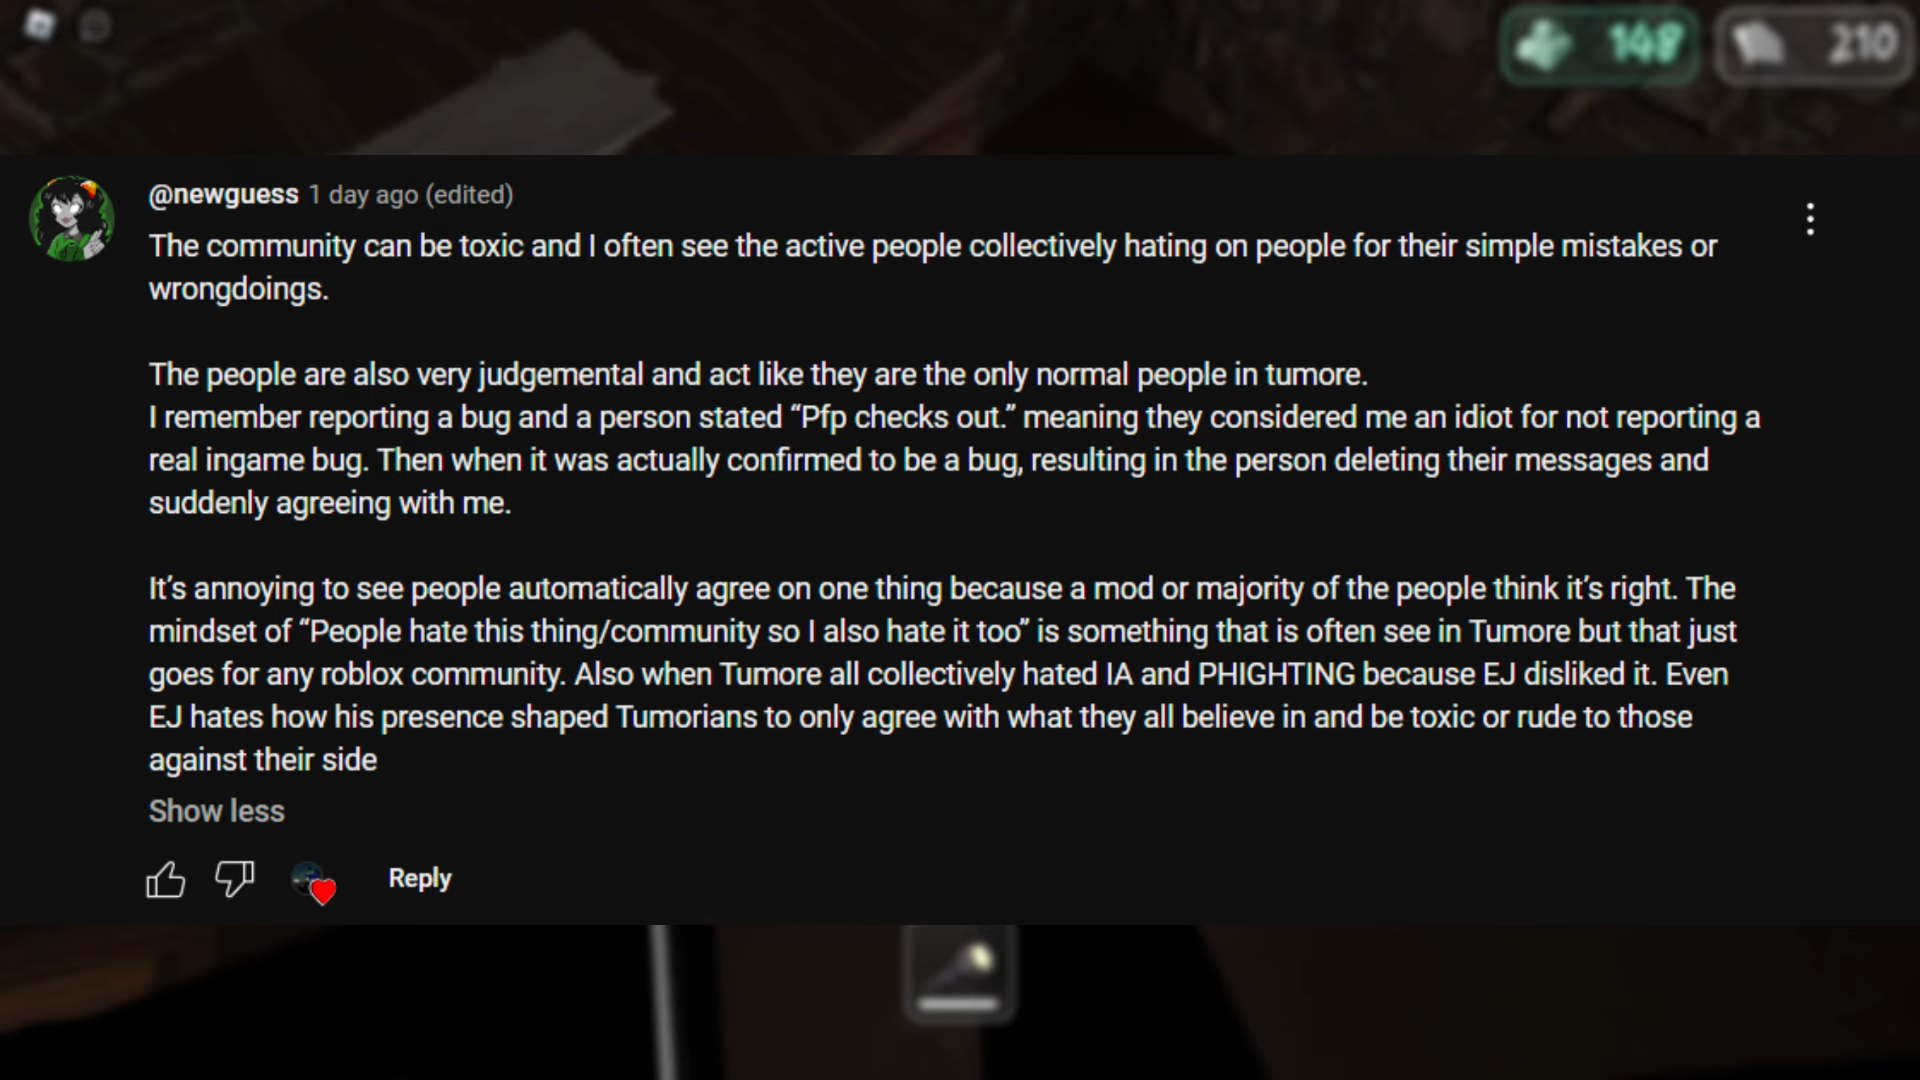 148
210
@newguess 1 day ago (edited)
The community can be toxic and I often see the active people collectively hating on people for their simple mistakes or
wrongdoings.
The people are also very judgemental and act like they are the only normal people in tumore.
I remember reporting a bug and a person stated “Pfp checks out.” meaning they considered me an idiot for not reporting a
real ingame bug. Then when it was actually confirmed to be a bug, resulting in the person deleting their messages and
suddenly agreeing with me.
It’s annoying to see people automatically agree on one thing because a mod or majority of the people think it’s right. The
mindset of “People hate this thing/community so I also hate it too” is something that is often see in Tumore but that just
goes for any roblox community. Also when Tumore all collectively hated IA and PHIGHTING because EJ disliked it. Even
EJ hates how his presence shaped Tumorians to only agree with what they all believe in and be toxic or rude to those
against their side
Show less
Reply